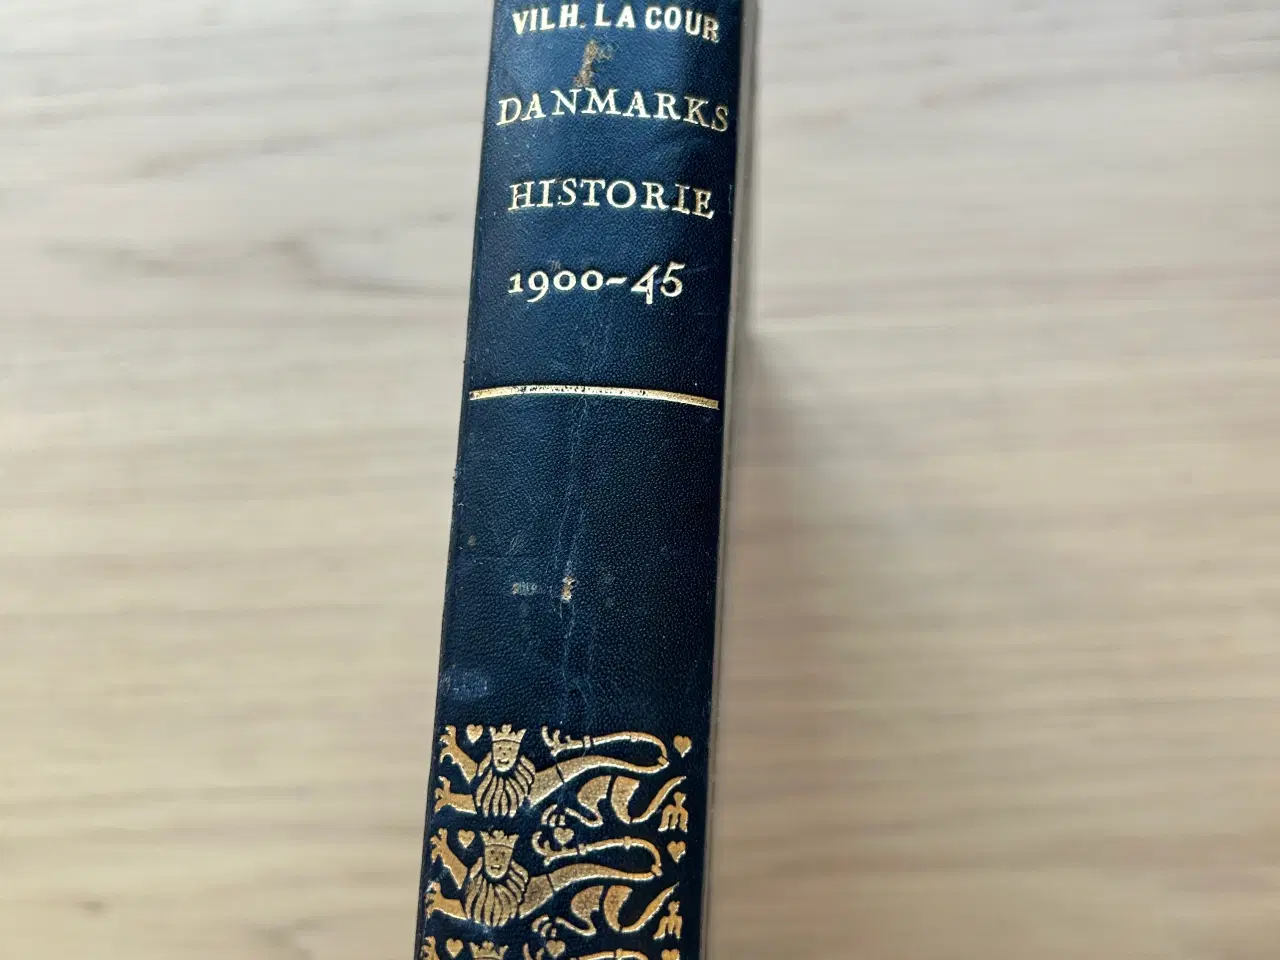 VILH. LA COUR
DANMARKS
HISTORIE
1900-45